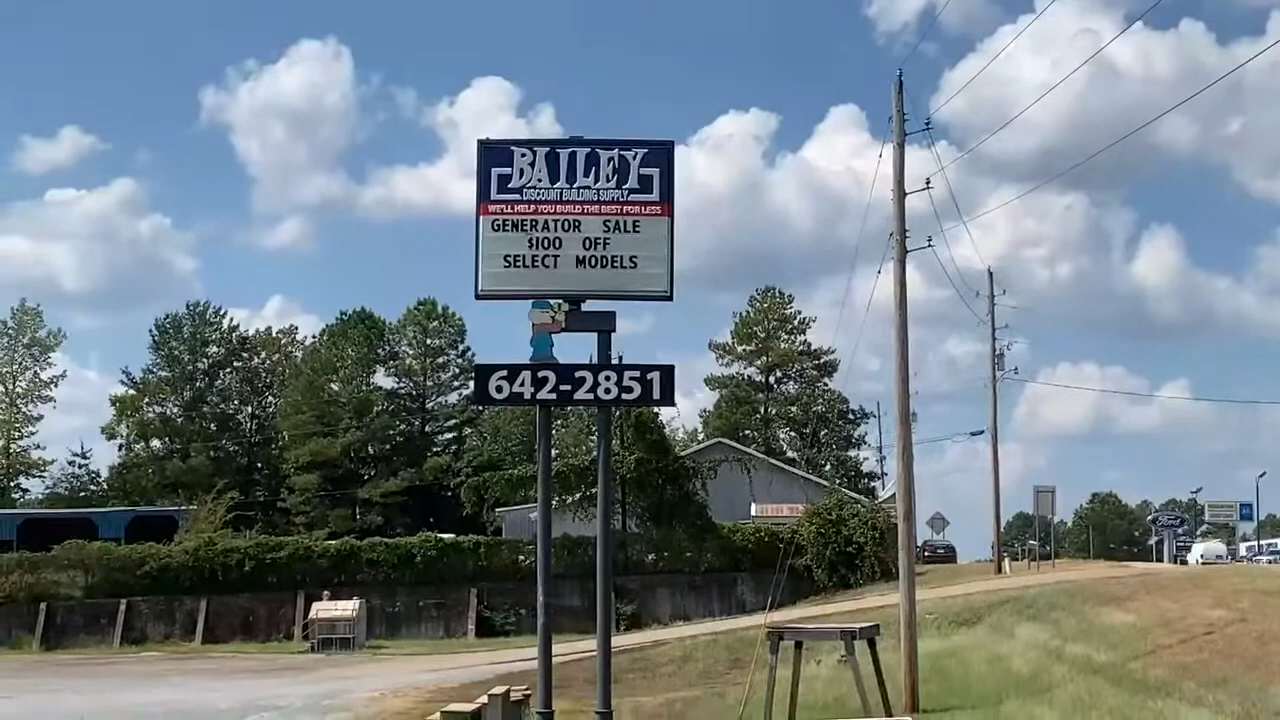 BAILEY
DISCOUNT BUILDING SUPPLY
WE'LL HELP YOU BUILD THE BEST FOR LESS
GENERATOR SALE
$100 OFF
SELECT MODELS
642-2851
Ford